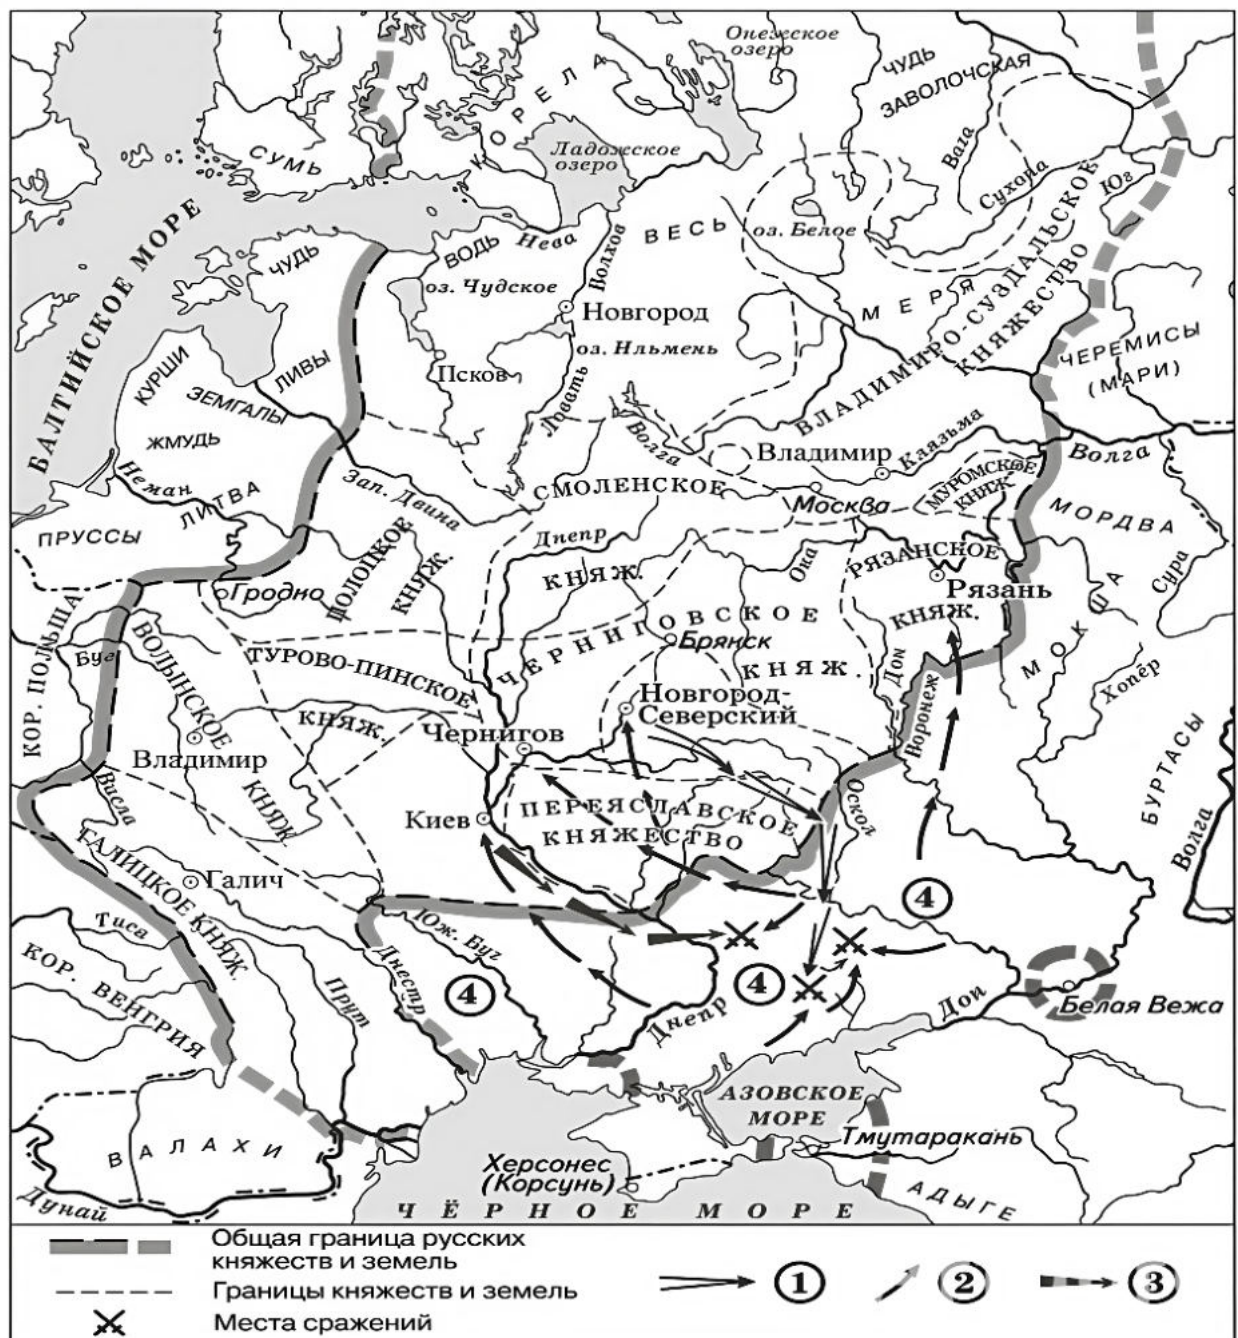 Онежское
озеро
ЧУДЬ
ЗАВОЛОЧСКАЯ
КОРЕЛА
СУМЬ
Ладожское
озеро
Вага
Сухона
Юг
БАЛТИЙСКОЕ МОРЕ
ЧУДЬ
ВОДЬ
Нева
Волхов
ВЕСЬ
оз. Белое
оз. Чудское
Новгород
МЕРЯ
ВЛАДИМИРО-СУЗДАЛЬСКОЕ
КНЯЖЕСТВО
оз. Нльмень
ЧЕРЕМИСЫ
(МАРИ)
КУРШИ
ЗЕМГАЛЫ
ЛИВЫ
Псков
Ловать
ЖМУДЬ
Волга
Владимир
Каязьма
Волга
Неман
ЛИТВА
Зап. Двина
СМОЛЕНСКОЕ
Москва
МУРОМСКОЕ
КНЯЖ.
МОРДВА
ПРУССЫ
Днепр
КНЯЖ.
Ока
РЯЗАНСКОЕ
Рязань
КНЯЖ.
Сура
ПОЛОЦКОЕ
КНЯЖ.
Гродно
МОКША
КОР. ПОЛЬША
Буг
ВОЛЫНСКОЕ
КНЯЖ.
ТУРОВО-ПИНСКОЕ
КНЯЖ.
ЧЕРНИГОВСКОЕ
КНЯЖ.
Брянск
Дон
Воронеж
Хопёр
Новгород-
Северский
Чернигов
Владимир
Висла
БУРТАСЫ
Оскол
Киев
ПЕРЕЯСЛАВСКОЕ
КНЯЖЕСТВО
Волга
ГАЛИЦКОЕ КНЯЖ.
Галич
4
Тиса
Юж. Буг
КОР. ВЕНГРИЯ
Прут
Днестр
4
4
Днепр
Дон
Белая Вежа
АЗОВСКОЕ
МОРЕ
Тмутаракань
ВАЛАХИ
Херсонес
(Корсунь)
АДЫГЕ
Дунай
ЧЁРНОЕ МОРЕ
Общая граница русских
княжеств и земель
Границы княжеств и земель
Места сражений
1
2
3